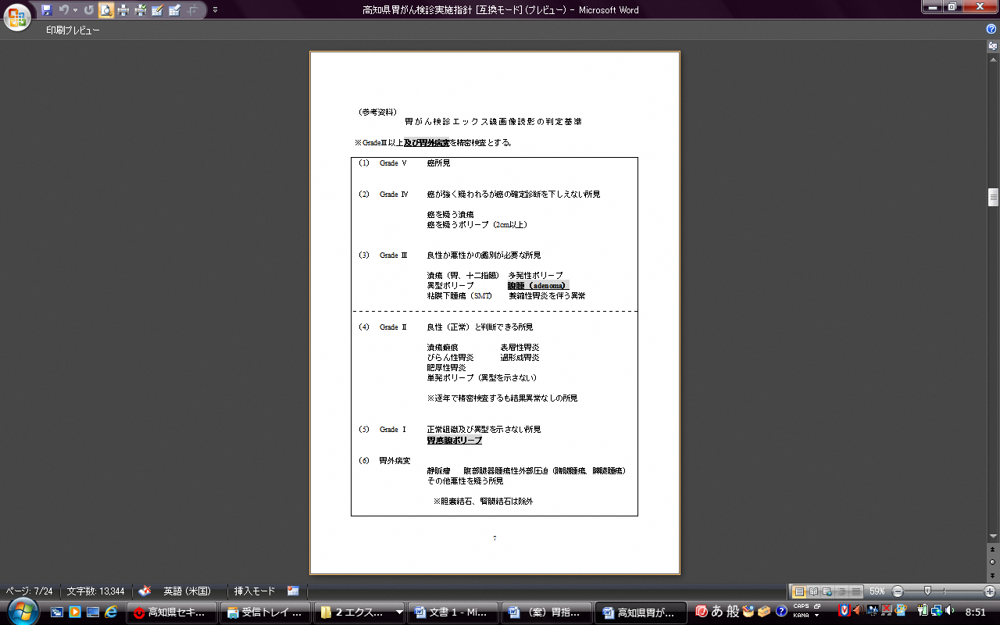 高知県胃がん検診実施指針 [互換モード] (プレビュー) - Microsoft Word
印刷プレビュー
(参考資料)
胃がん検診エックス線画像読影の判定基準
※GradeⅢ以上及び胃外病変を精密検査とする。
(1) Grade Ⅴ 癌所見
(2) Grade Ⅳ 癌が強く疑われるが癌の確定診断を下しえない所見
癌を疑う潰瘍
癌を疑うポリープ(2cm以上)
(3) Grade Ⅲ 良性か悪性かの鑑別が必要な所見
潰瘍(胃、十二指腸) 多発性ポリープ
異型ポリープ 腺腫(adenoma)
粘膜下腫瘍(SMT) 萎縮性胃炎を伴う異常
(4) Grade Ⅱ 良性(正常)と判断できる所見
潰瘍瘢痕 表層性胃炎
びらん性胃炎 過形成胃炎
肥厚性胃炎
単発ポリープ(異型を示さない)
※逐年で精密検査するも結果異常なしの所見
(5) Grade Ⅰ 正常組織及び異型を示さない所見
胃底腺ポリープ
(6) 胃外病変
静脈瘤 腹部臓器腫瘍性外部圧迫(脾臓腫瘍、膵臓腫瘍)
その他悪性を疑う所見
※胆嚢結石、腎臓結石は除外
7
ページ: 7/24 文字数: 13,344 英語 (米国) 挿入モード 59%
高知県セキ... 受信トレイ ... 2 エクス... 文書 1 - Mi... (案) 胃指... 高知県胃が... あ 般 CAPS KANA 8:51